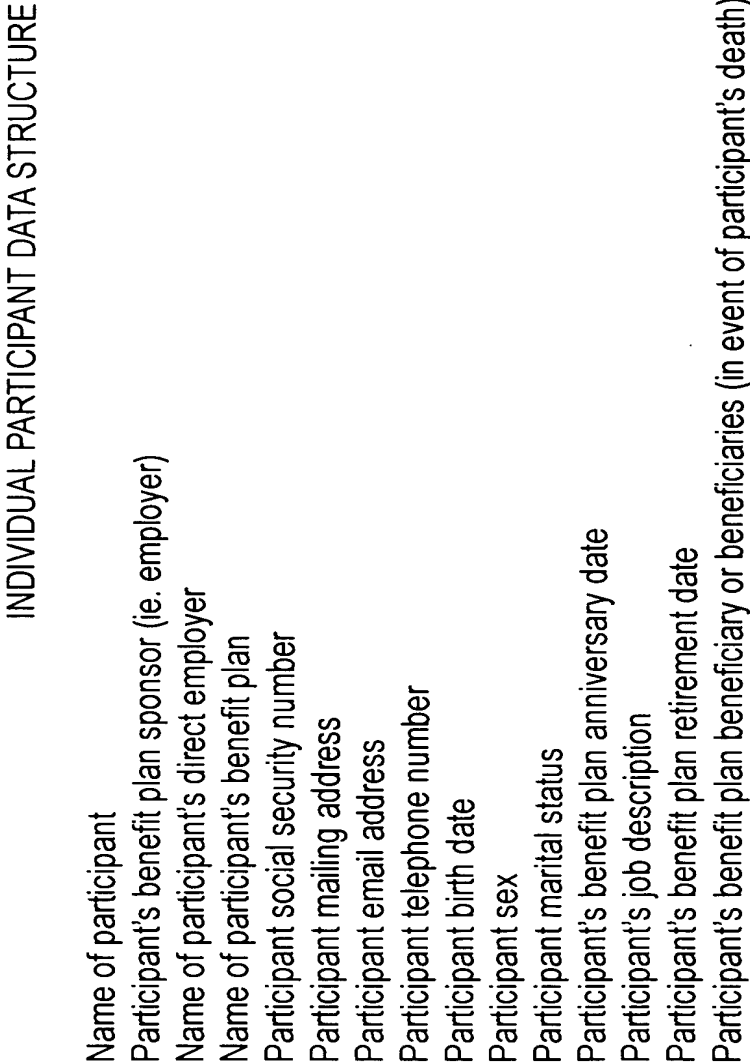 INDIVIDUAL PARTICIPANT DATA STRUCTURE
Name of participant
Participant's benefit plan sponsor (ie. employer)
Name of participant's direct employer
Name of participant's benefit plan
Participant social security number
Participant mailing address
Participant email address
Participant telephone number
Participant birth date
Participant sex
Participant marital status
Participant's benefit plan anniversary date
Participant's job description
Participant's benefit plan retirement date
Participant's benefit plan beneficiary or beneficiaries (in event of participant's death)